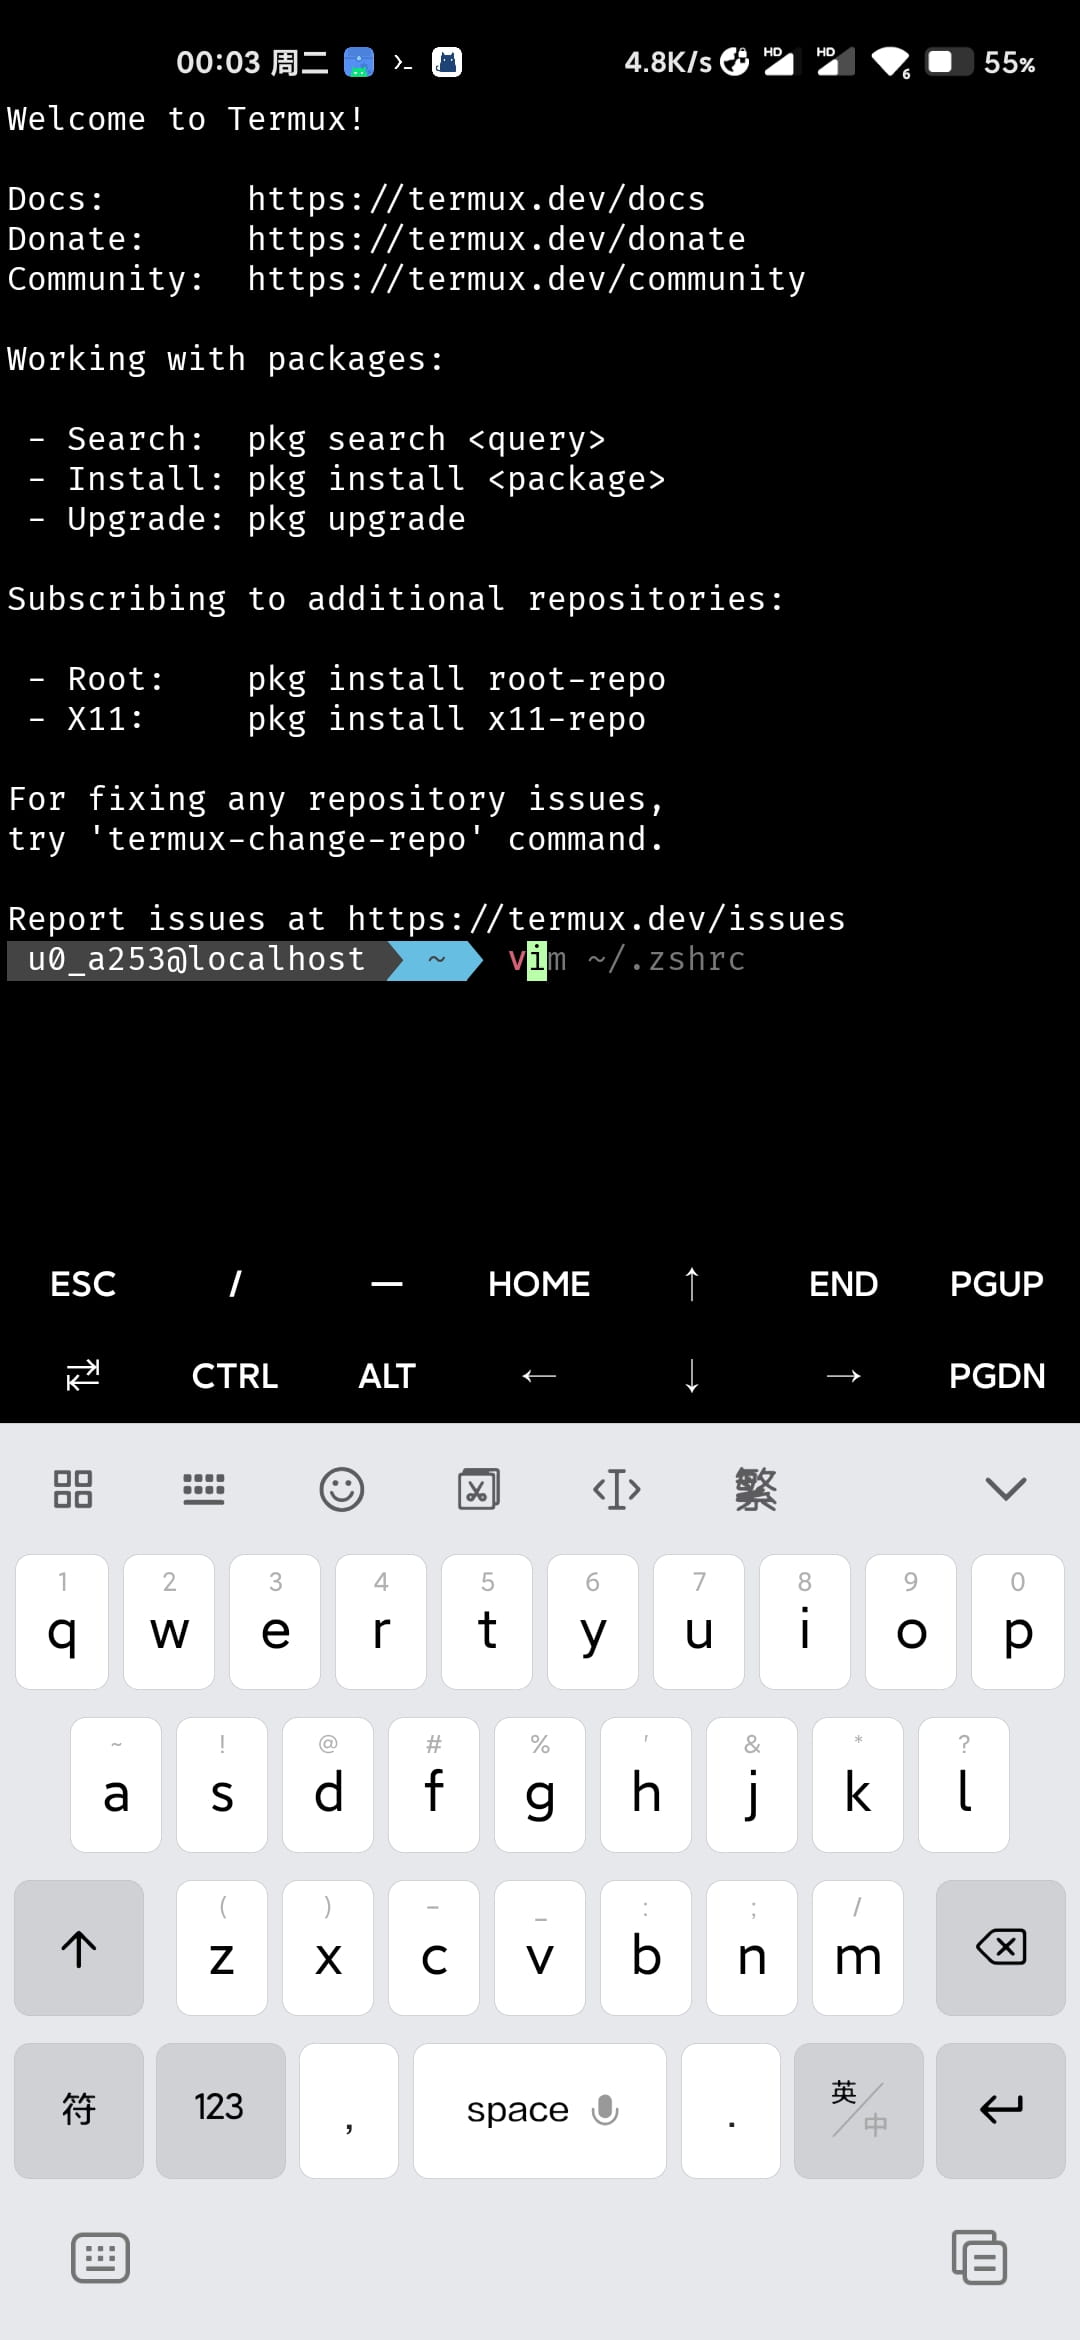 00:03 周二 4.8K/s HD HD 6 55%
Welcome to Termux!
Docs: https://termux.dev/docs
Donate: https://termux.dev/donate
Community: https://termux.dev/community
Working with packages:
- Search: pkg search <query>
- Install: pkg install <package>
- Upgrade: pkg upgrade
Subscribing to additional repositories:
- Root: pkg install root-repo
- X11: pkg install x11-repo
For fixing any repository issues,
try 'termux-change-repo' command.
Report issues at https://termux.dev/issues
u0_a253@localhost ~ vim ~/.zshrc
ESC / — HOME ↑ END PGUP
⇄ CTRL ALT ← ↓ → PGDN
繁
1 2 3 4 5 6 7 8 9 0
q w e r t y u i o p
~ ! @ # % ' & * ?
a s d f g h j k l
( ) - _ : ; /
z x c v b n m
符 123 , space . 英/中